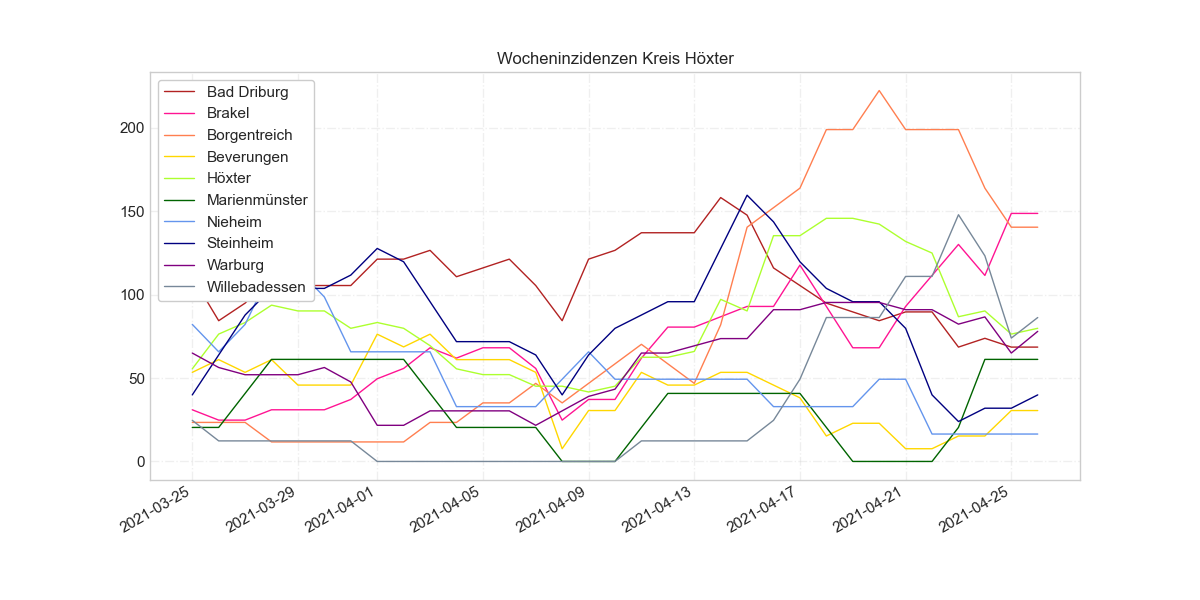 Wocheninzidenzen Kreis Höxter
Bad Driburg
Brakel
Borgentreich
Beverungen
Höxter
Marienmünster
Nieheim
Steinheim
Warburg
Willebadessen
200
150
100
50
0
2021-03-25
2021-03-29
2021-04-01
2021-04-05
2021-04-09
2021-04-13
2021-04-17
2021-04-21
2021-04-25